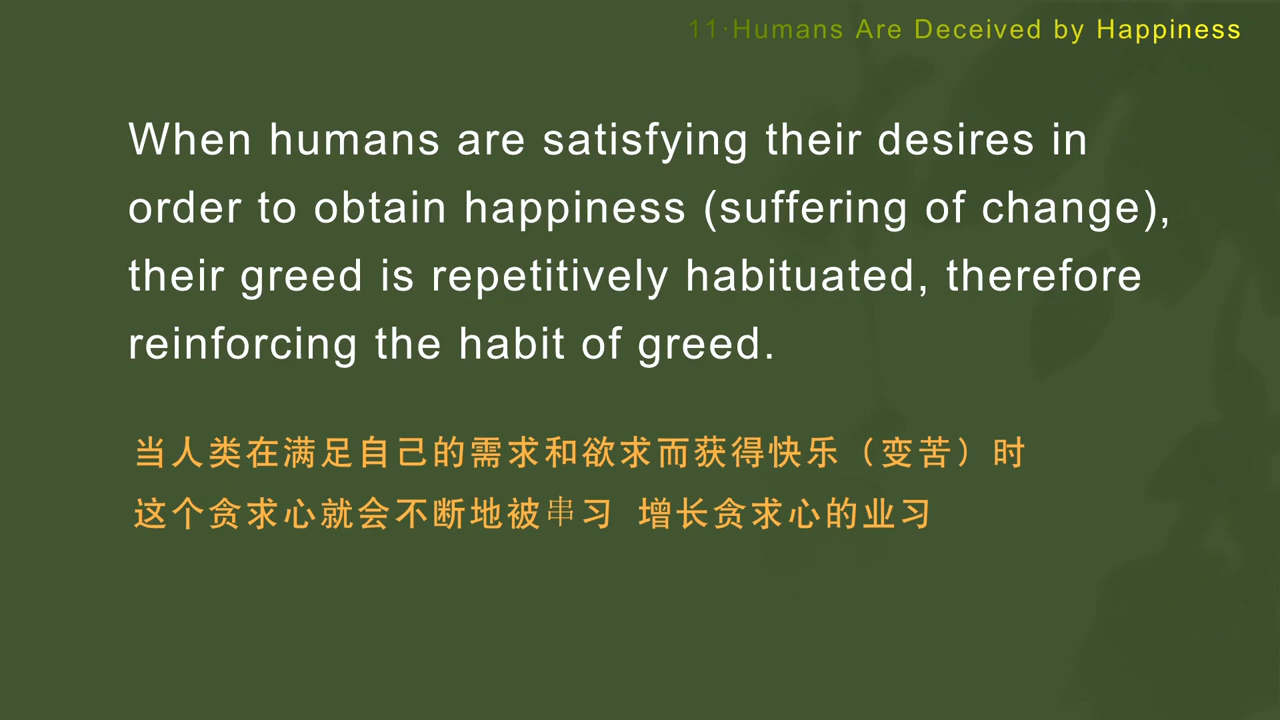 11·Humans Are Deceived by Happiness
When humans are satisfying their desires in
order to obtain happiness (suffering of change),
their greed is repetitively habituated, therefore
reinforcing the habit of greed.
当人类在满足自己的需求和欲求而获得快乐（变苦）时
这个贪求心就会不断地被串习 增长贪求心的业习